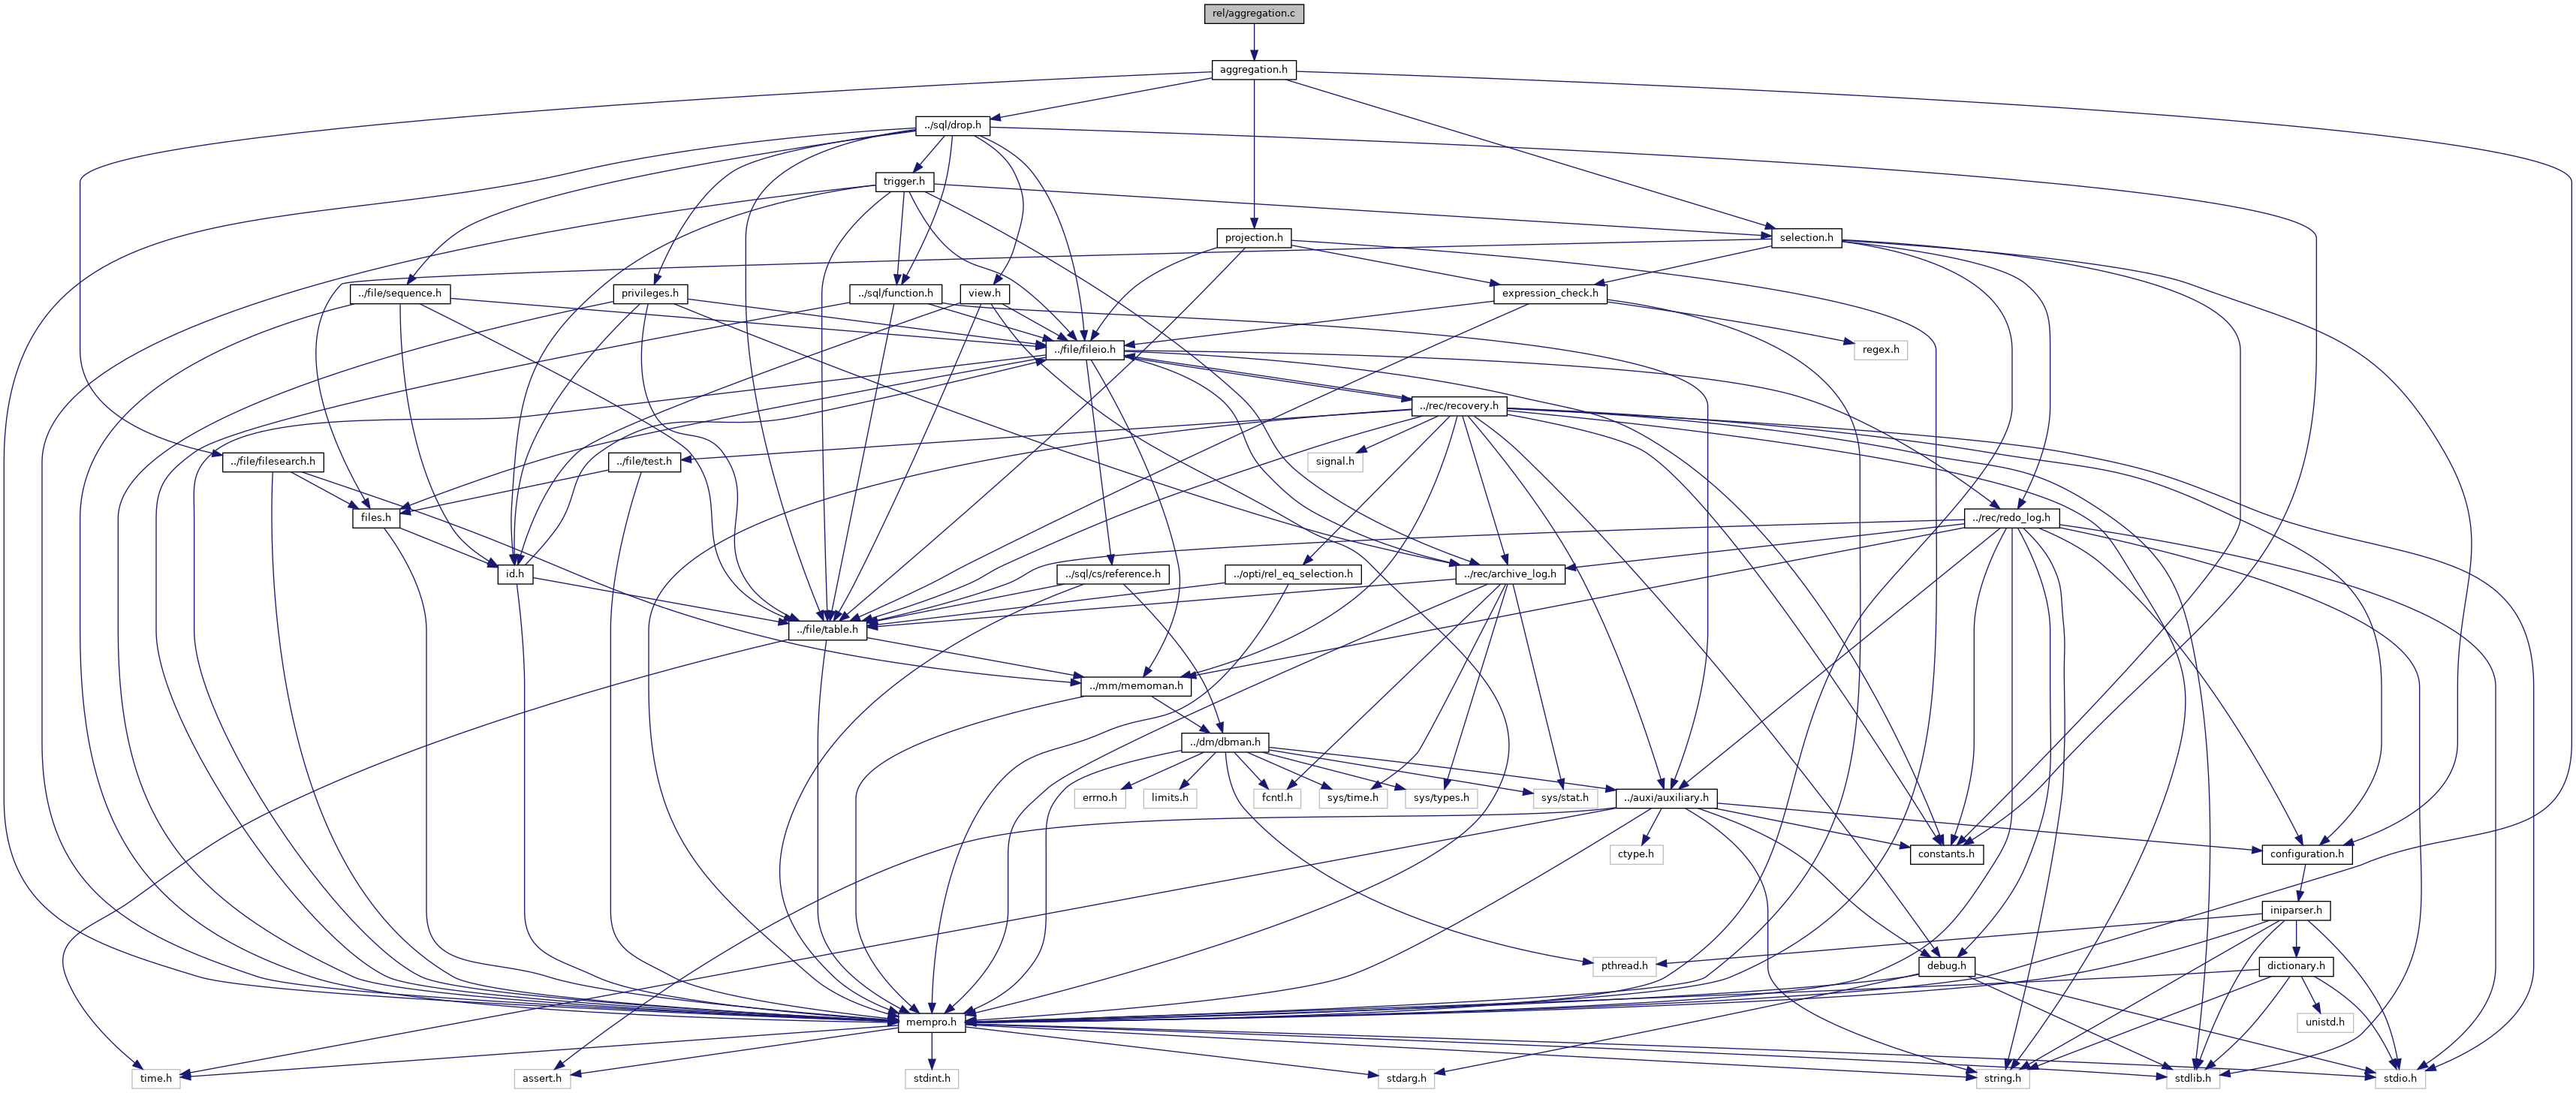 rel/aggregation.c
aggregation.h
../sql/drop.h
trigger.h
projection.h
selection.h
../file/sequence.h
privileges.h
../sql/function.h
view.h
expression_check.h
../file/fileio.h
regex.h
../rec/recovery.h
../file/filesearch.h
../file/test.h
signal.h
files.h
../rec/redo_log.h
id.h
../sql/cs/reference.h
../opti/rel_eq_selection.h
../rec/archive_log.h
../file/table.h
../mm/memoman.h
../dm/dbman.h
errno.h
limits.h
fcntl.h
sys/time.h
sys/types.h
sys/stat.h
../auxi/auxiliary.h
ctype.h
constants.h
configuration.h
iniparser.h
pthread.h
debug.h
dictionary.h
mempro.h
unistd.h
time.h
assert.h
stdint.h
stdarg.h
string.h
stdlib.h
stdio.h